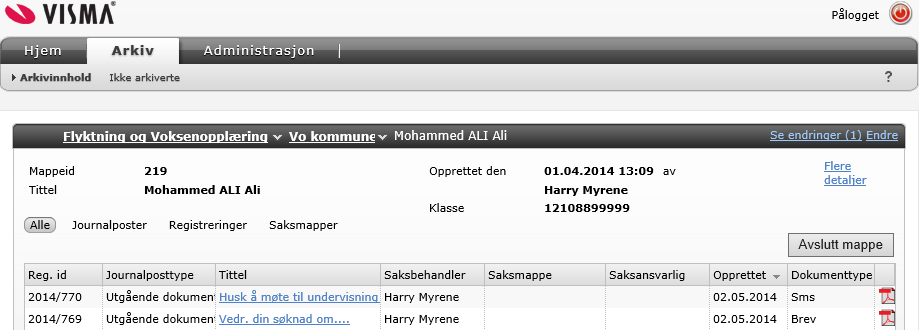 VISMA®
Pålogget
Hjem Arkiv Administrasjon
Arkivinnhold Ikke arkiverte ?
Flyktning og Voksenopplæring Vo kommune Mohammed ALI Ali Se endringer (1) Endre
Mappeid 219 Opprettet den 01.04.2014 13:09 av Flere
detaljer
Tittel Mohammed ALI Ali Harry Myrene
Klasse 12108899999
Alle Journalposter Registreringer Saksmapper
Avslutt mappe
Reg. id Journalposttype Tittel Saksbehandler Saksmappe Saksansvarlig Opprettet Dokumenttype
2014/770 Utgående dokument Husk å møte til undervisning Harry Myrene 02.05.2014 Sms
2014/769 Utgående dokument Vedr. din søknad om.... Harry Myrene 02.05.2014 Brev